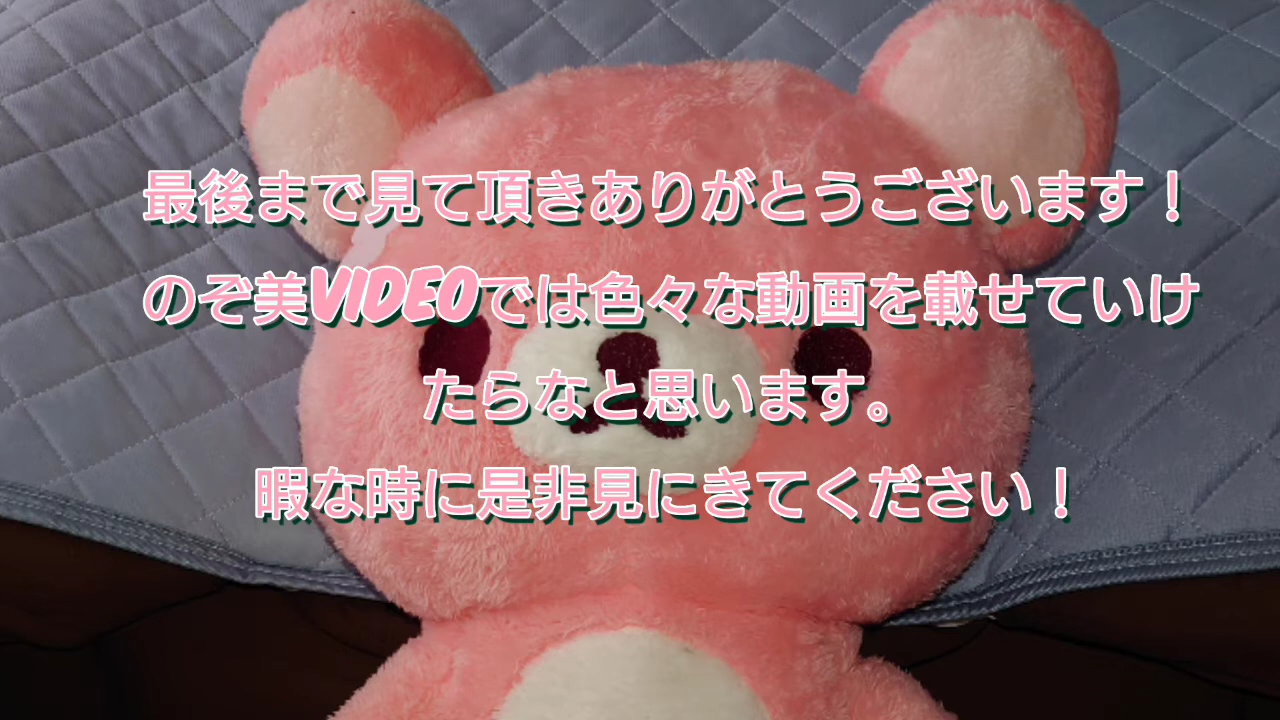 最後まで見て頂きありがとうございます！
のぞ美VIDEOでは色々な動画を載せていけ
たらなと思います。
暇な時に是非見にきてください！